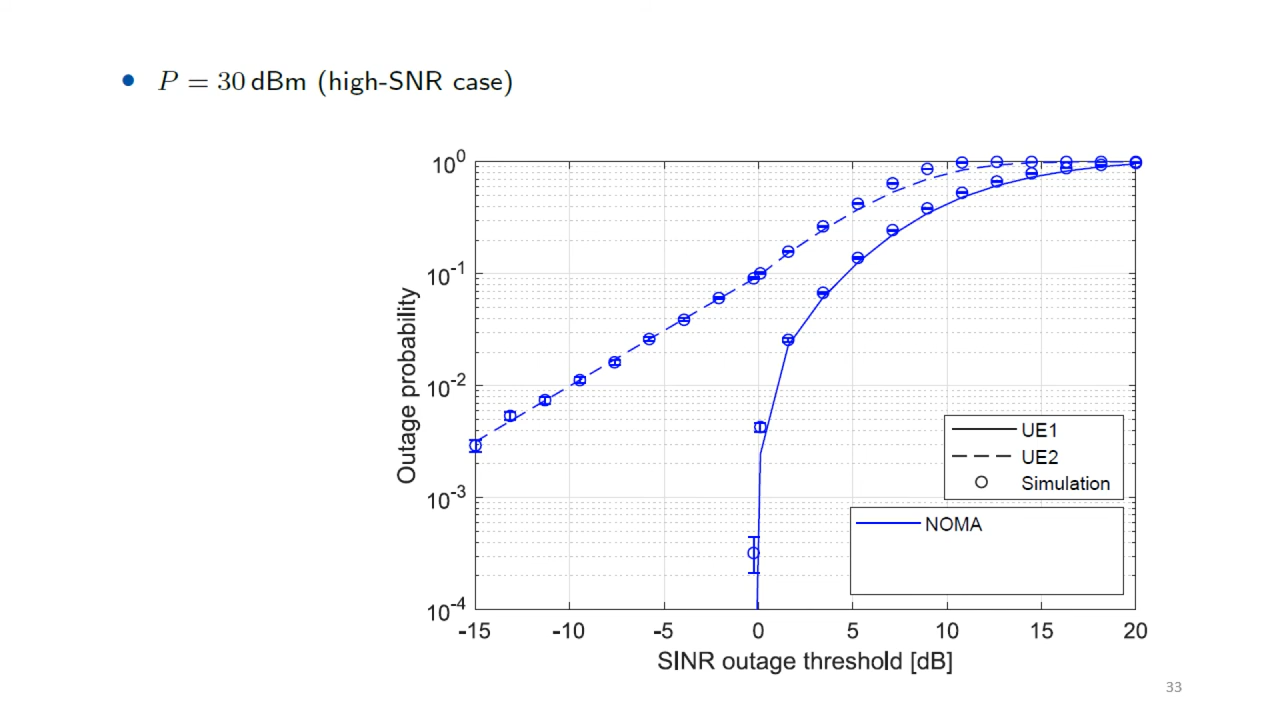 • P = 30 dBm (high-SNR case)
10^0
10^-1
10^-2
10^-3
10^-4
Outage probability
UE1
UE2
Simulation
NOMA
-15 -10 -5 0 5 10 15 20
SINR outage threshold [dB]
33